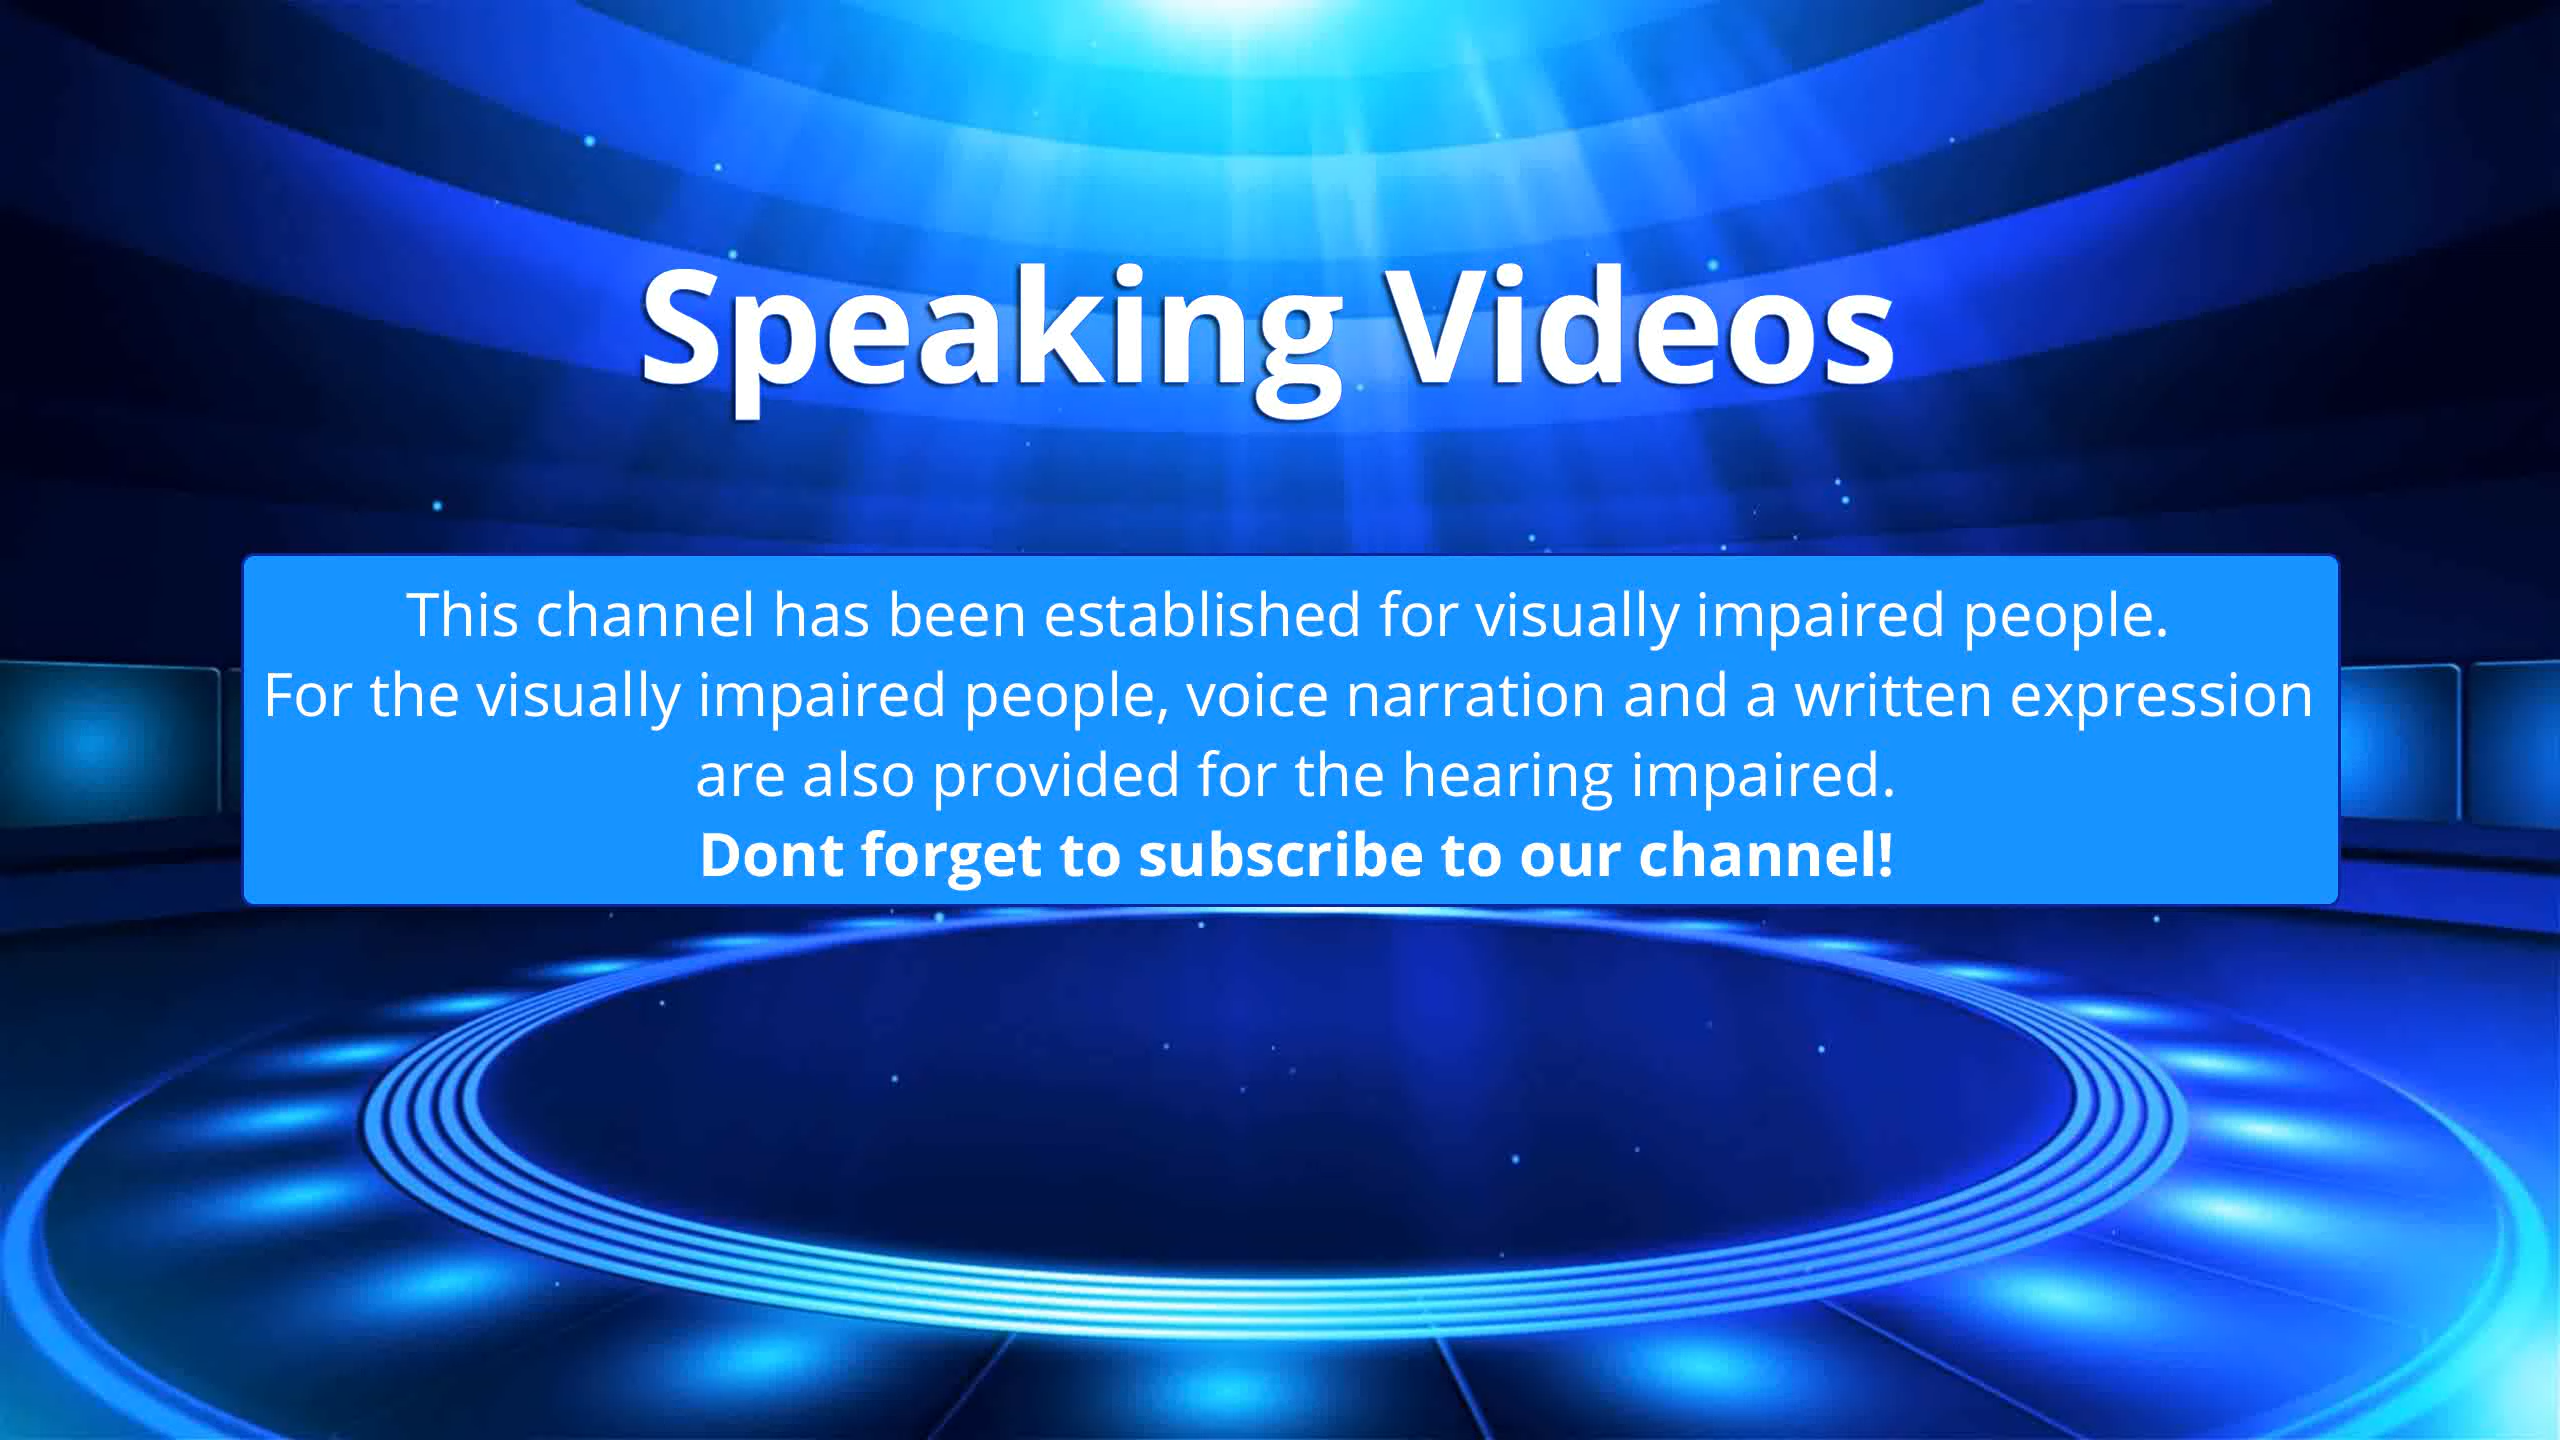 Speaking Videos
This channel has been established for visually impaired people.
For the visually impaired people, voice narration and a written expression
are also provided for the hearing impaired.
Dont forget to subscribe to our channel!